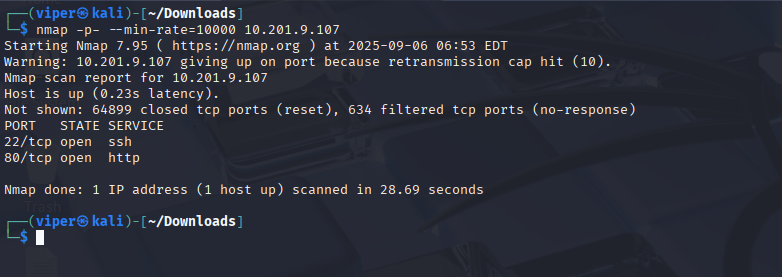 ┌──(viper㉿kali)-[~/Downloads]
└─$ nmap -p- --min-rate=10000 10.201.9.107
Starting Nmap 7.95 ( https://nmap.org ) at 2025-09-06 06:53 EDT
Warning: 10.201.9.107 giving up on port because retransmission cap hit (10).
Nmap scan report for 10.201.9.107
Host is up (0.23s latency).
Not shown: 64899 closed tcp ports (reset), 634 filtered tcp ports (no-response)
PORT   STATE SERVICE
22/tcp open  ssh
80/tcp open  http
Nmap done: 1 IP address (1 host up) scanned in 28.69 seconds
Trash
┌──(viper㉿kali)-[~/Downloads]
└─$